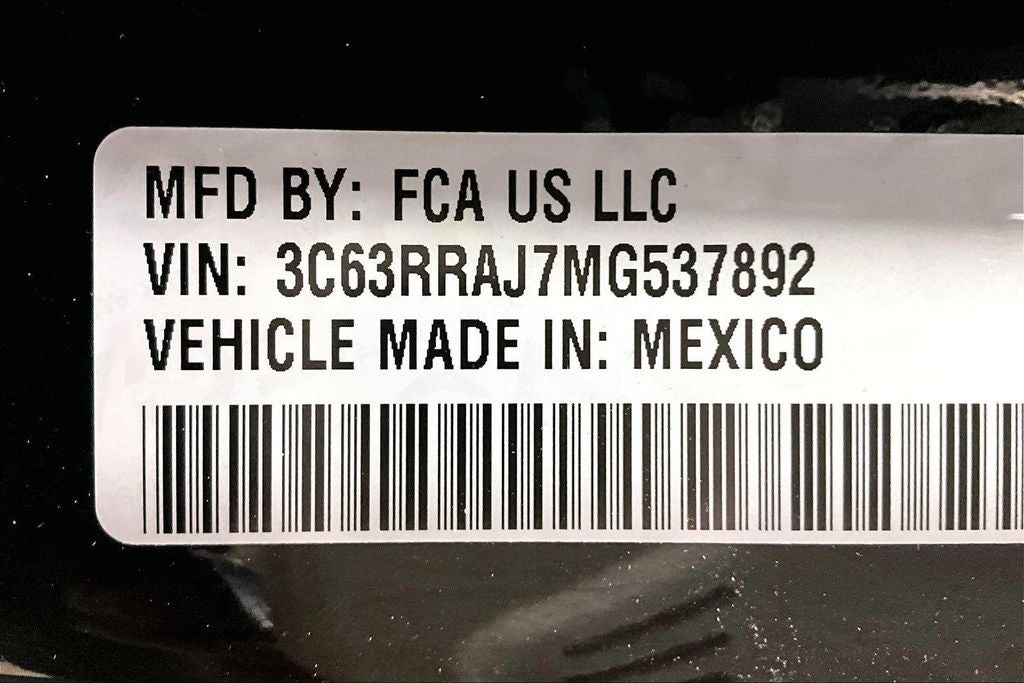 MFD BY: FCA US LLC
VIN: 3C63RRAJ7MG537892
VEHICLE MADE IN: MEXICO